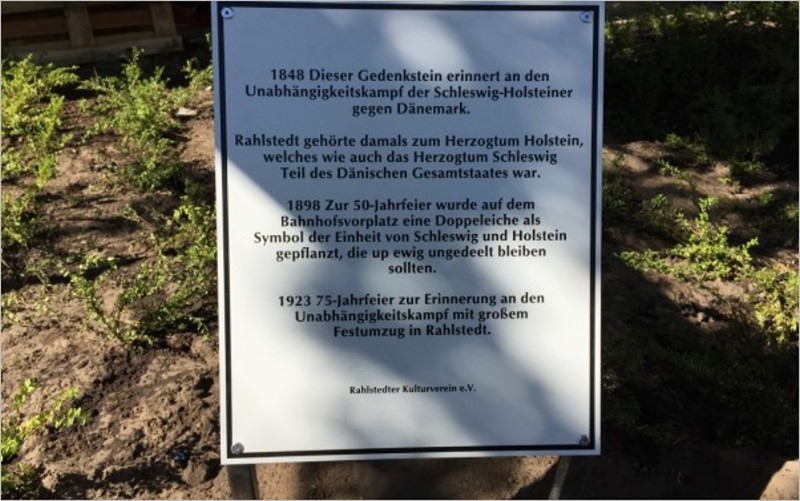 1848 Dieser Gedenkstein erinnert an den
Unabhängigkeitskampf der Schleswig-Holsteiner
gegen Dänemark.
Rahlstedt gehörte damals zum Herzogtum Holstein,
welches wie auch das Herzogtum Schleswig
Teil des Dänischen Gesamtstaates war.
1898 Zur 50-Jahrfeier wurde auf dem
Bahnhofsvorplatz eine Doppeleiche als
Symbol der Einheit von Schleswig und Holstein
gepflanzt, die up ewig ungedeelt bleiben
sollten.
1923 75-Jahrfeier zur Erinnerung an den
Unabhängigkeitskampf mit großem
Festumzug in Rahlstedt.
Rahlstedter Kulturverein e.V.